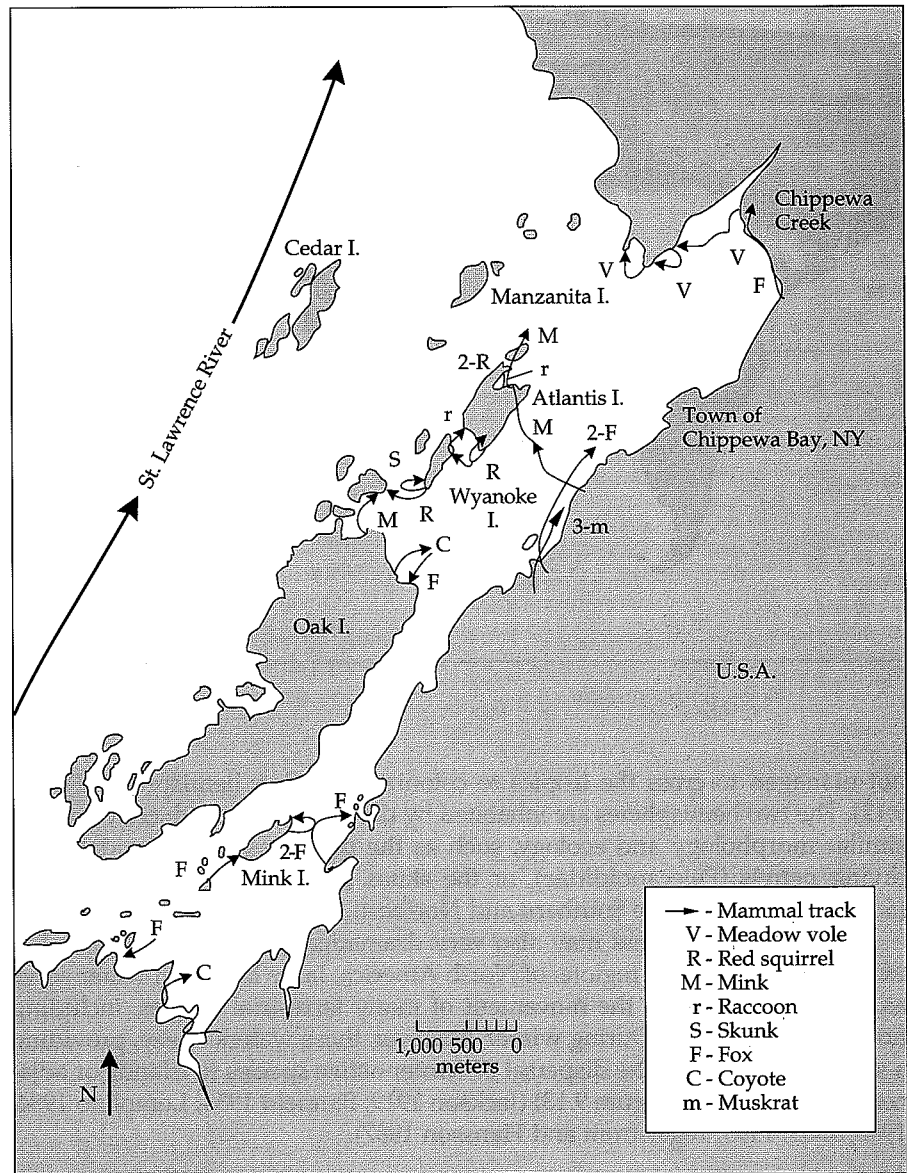 Chippewa
Creek
Cedar I.
V
V
V
F
Manzanita I.
St. Lawrence River
M
2-R
r
Atlantis I.
r
M
2-F
Town of
Chippewa Bay, NY
S
R
Wyanoke
I.
M
R
3-m
C
F
Oak I.
U.S.A.
F
2-F
F
Mink I.
F
C
N
1,000 500 0
meters
→ - Mammal track
V - Meadow vole
R - Red squirrel
M - Mink
r - Raccoon
S - Skunk
F - Fox
C - Coyote
m - Muskrat